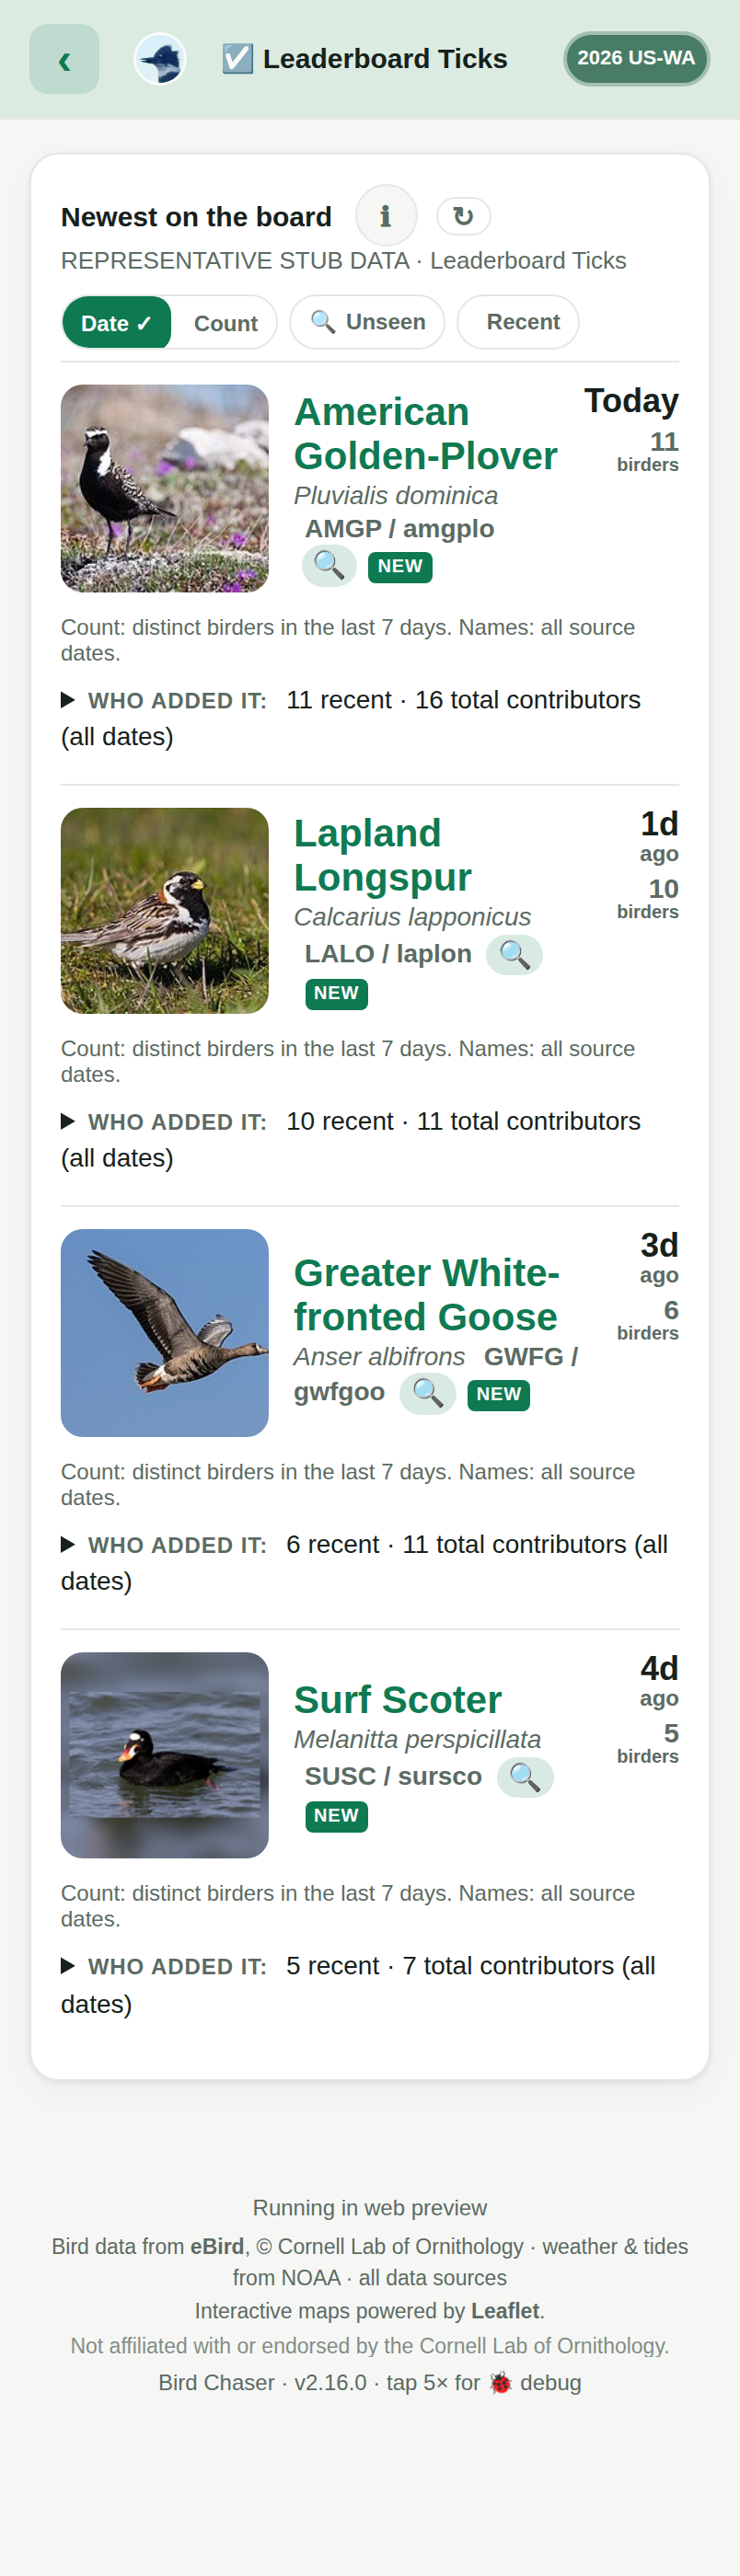 ‹ ☑ Leaderboard Ticks 2026 US-WA
Newest on the board ℹ ↻
REPRESENTATIVE STUB DATA · Leaderboard Ticks
Date ✓ Count 🔍 Unseen Recent
American
Golden-Plover
Pluvialis dominica
AMGP / amgplo
🔍 NEW
Today
11
birders
Count: distinct birders in the last 7 days. Names: all source
dates.
▶ WHO ADDED IT: 11 recent · 16 total contributors
(all dates)
Lapland
Longspur
Calcarius lapponicus
LALO / laplon 🔍
NEW
1d
ago
10
birders
Count: distinct birders in the last 7 days. Names: all source
dates.
▶ WHO ADDED IT: 10 recent · 11 total contributors
(all dates)
Greater White-
fronted Goose
Anser albifrons GWFG /
gwfgoo 🔍 NEW
3d
ago
6
birders
Count: distinct birders in the last 7 days. Names: all source
dates.
▶ WHO ADDED IT: 6 recent · 11 total contributors (all
dates)
Surf Scoter
Melanitta perspicillata
SUSC / sursco 🔍
NEW
4d
ago
5
birders
Count: distinct birders in the last 7 days. Names: all source
dates.
▶ WHO ADDED IT: 5 recent · 7 total contributors (all
dates)
Running in web preview
Bird data from eBird, © Cornell Lab of Ornithology · weather & tides
from NOAA · all data sources
Interactive maps powered by Leaflet.
Not affiliated with or endorsed by the Cornell Lab of Ornithology.
Bird Chaser · v2.16.0 · tap 5× for 🐞 debug